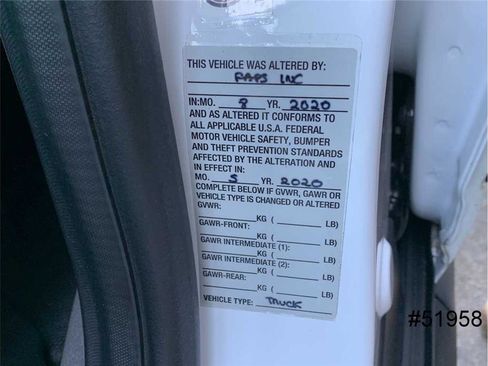 THIS VEHICLE WAS ALTERED BY:
RAPS INC
IN:MO. 8 YR. 2020
AND AS ALTERED IT CONFORMS TO
ALL APPLICABLE U.S.A. FEDERAL
MOTOR VEHICLE SAFETY, BUMPER
AND THEFT PREVENTION STANDARDS
AFFECTED BY THE ALTERATION AND
IN EFFECT IN:
MO. 5 YR. 2020
COMPLETE BELOW IF GVWR, GAWR OR
VEHICLE TYPE IS CHANGED OR ALTERED
GVWR:
KG ( LB)
GAWR-FRONT:
KG ( LB)
GAWR INTERMEDIATE (1):
KG ( LB)
GAWR INTERMEDIATE (2):
KG ( LB)
GAWR-REAR:
KG ( LB)
VEHICLE TYPE: TRUCK
#51958